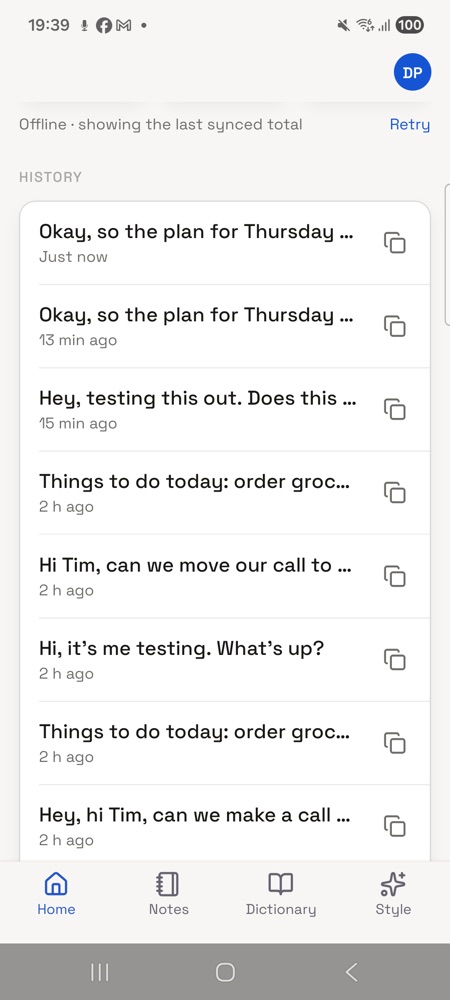 19:39
100
DP
Offline · showing the last synced total
Retry
HISTORY
Okay, so the plan for Thursday ...
Just now
Okay, so the plan for Thursday ...
13 min ago
Hey, testing this out. Does this ...
15 min ago
Things to do today: order groc...
2 h ago
Hi Tim, can we move our call to ...
2 h ago
Hi, it's me testing. What's up?
2 h ago
Things to do today: order groc...
2 h ago
Hey, hi Tim, can we make a call ...
2 h ago
Home
Notes
Dictionary
Style